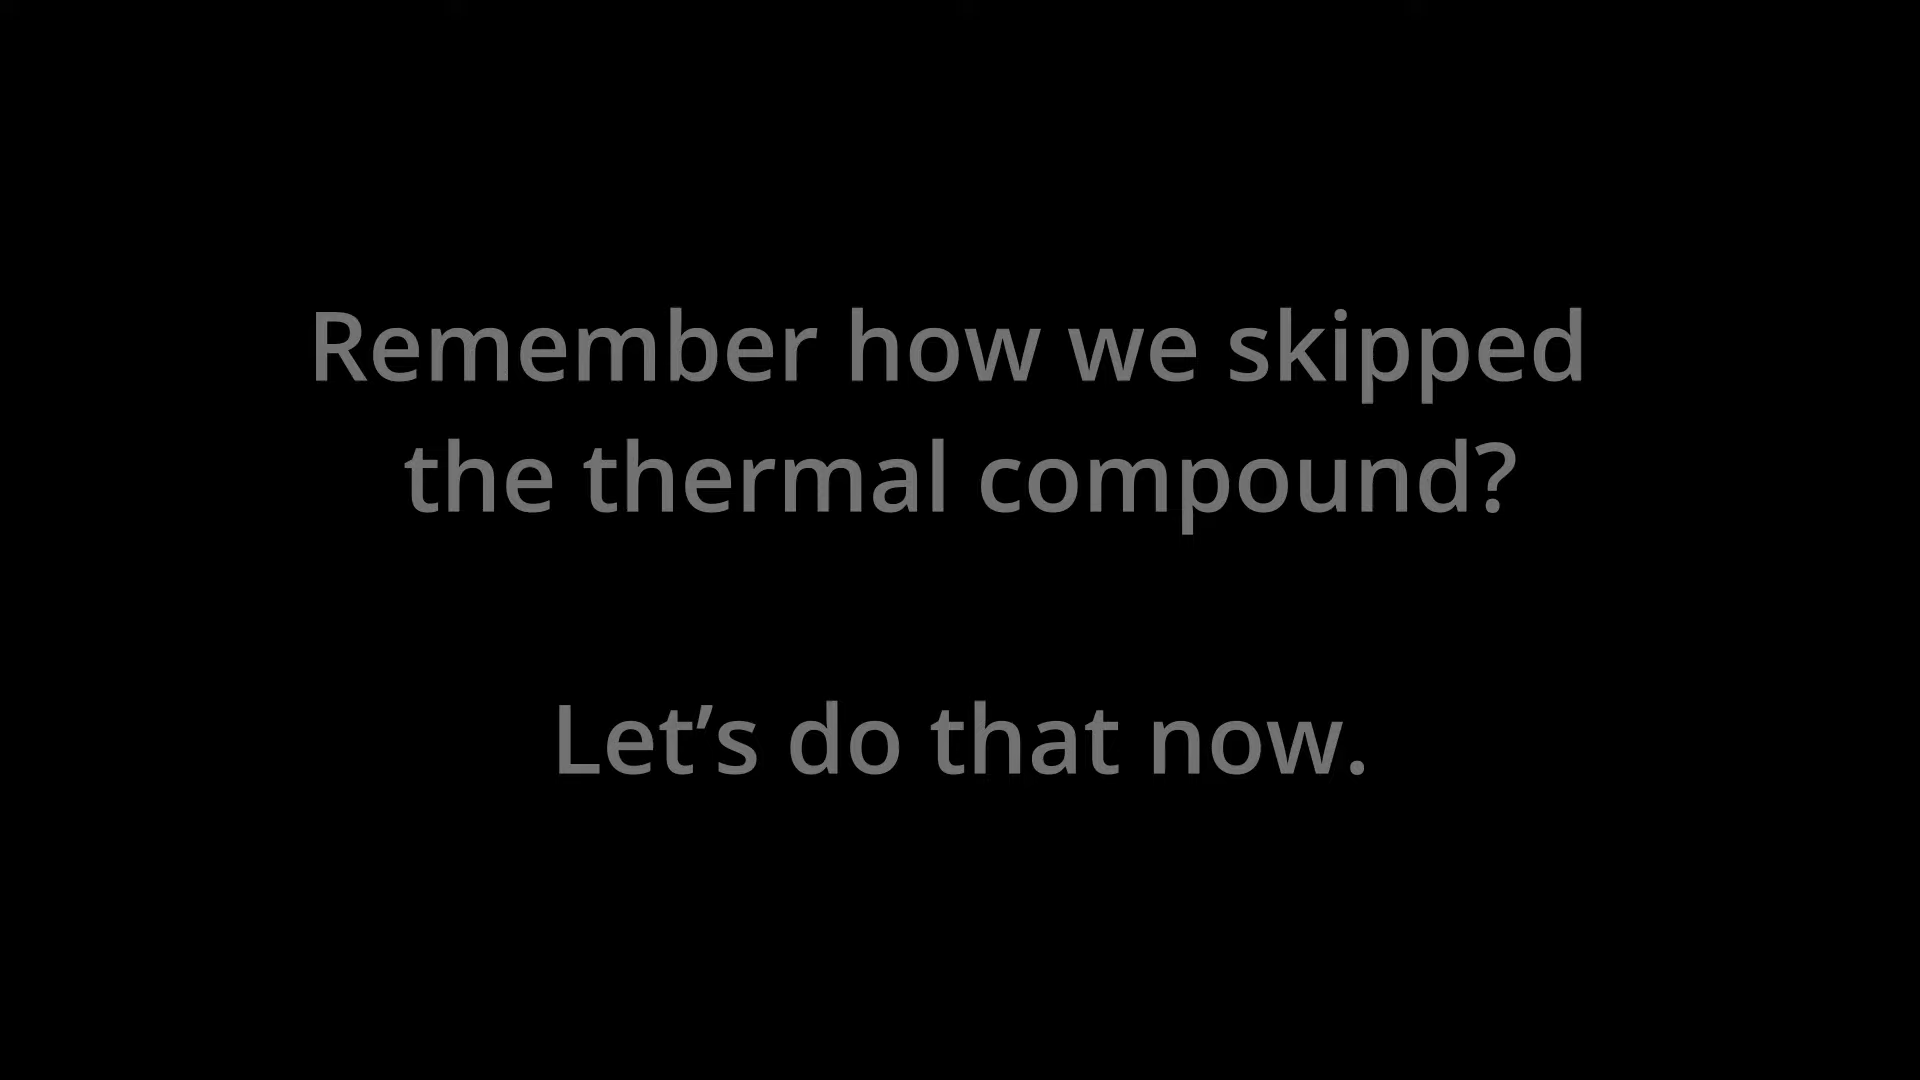 Remember how we skipped
the thermal compound?
Let’s do that now.